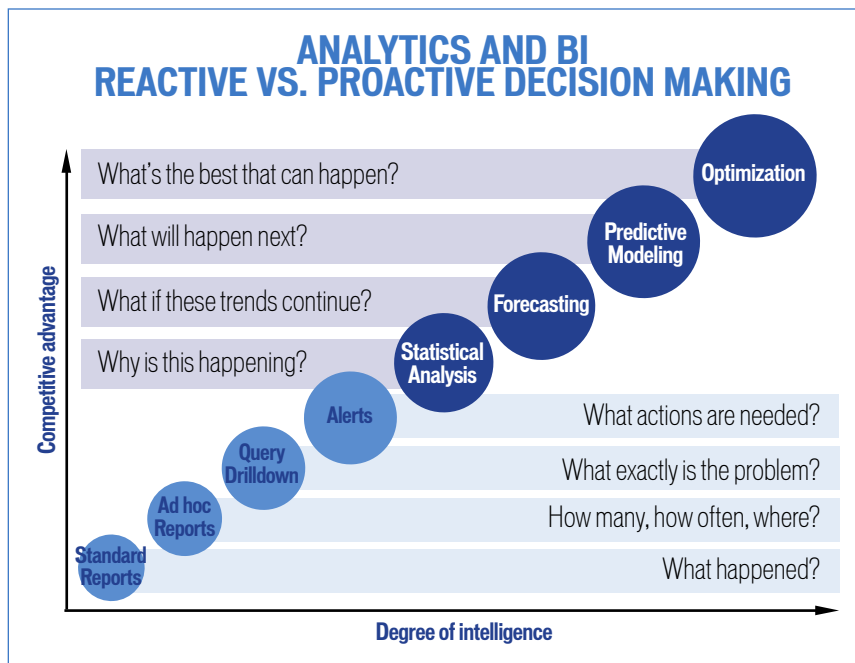 ANALYTICS AND BI
REACTIVE VS. PROACTIVE DECISION MAKING
What's the best that can happen?
Optimization
What will happen next?
Predictive
Modeling
What if these trends continue?
Forecasting
Why is this happening?
Statistical
Analysis
Alerts
What actions are needed?
Query
Drilldown
What exactly is the problem?
Ad hoc
Reports
How many, how often, where?
Standard
Reports
What happened?
Competitive advantage
Degree of intelligence